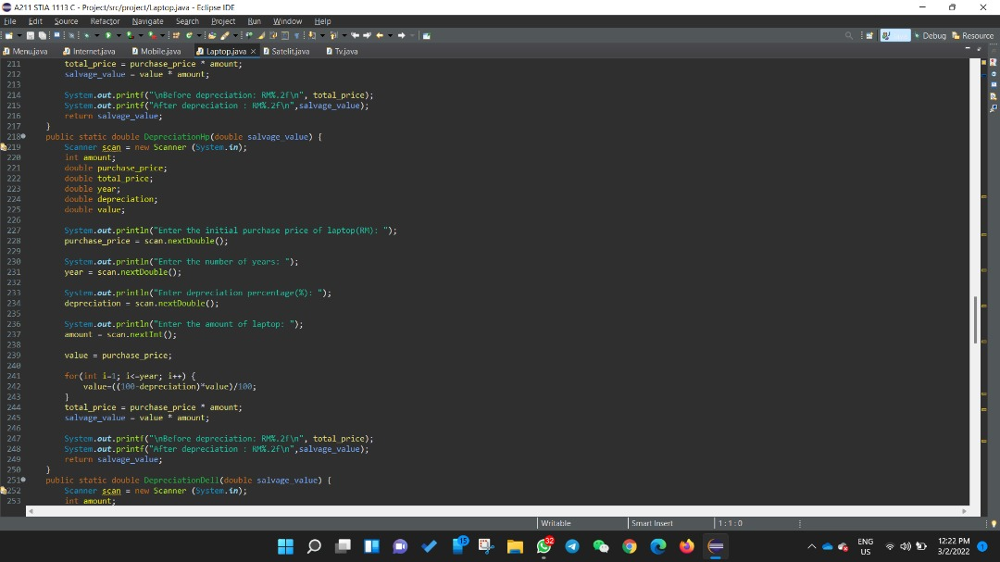 A211 STIA 1113 C - Project/src/project/Laptop.java - Eclipse IDE
File Edit Source Refactor Navigate Search Project Run Window Help
Debug Resource
Menu.java Internet.java Mobile.java Laptop.java × Satelit.java Tv.java
211 total_price = purchase_price * amount;
212 salvage_value = value * amount;
213
214 System.out.printf("\nBefore depreciation: RM%.2f\n", total_price);
215 System.out.printf("After depreciation : RM%.2f\n",salvage_value);
216 return salvage_value;
217 }
218 public static double DepreciationHp(double salvage_value) {
219 Scanner scan = new Scanner (System.in);
220 int amount;
221 double purchase_price;
222 double total_price;
223 double year;
224 double depreciation;
225 double value;
226
227 System.out.println("Enter the initial purchase price of laptop(RM): ");
228 purchase_price = scan.nextDouble();
229
230 System.out.println("Enter the number of years: ");
231 year = scan.nextDouble();
232
233 System.out.println("Enter depreciation percentage(%): ");
234 depreciation = scan.nextDouble();
235
236 System.out.println("Enter the amount of laptop: ");
237 amount = scan.nextInt();
238
239 value = purchase_price;
240
241 for(int i=1; i<=year; i++) {
242 value=((100-depreciation)*value)/100;
243 }
244 total_price = purchase_price * amount;
245 salvage_value = value * amount;
246
247 System.out.printf("\nBefore depreciation: RM%.2f\n", total_price);
248 System.out.printf("After depreciation : RM%.2f\n",salvage_value);
249 return salvage_value;
250 }
251 public static double DepreciationDell(double salvage_value) {
252 Scanner scan = new Scanner (System.in);
253 int amount;
Writable Smart Insert 1 : 1 : 0
15 32
ENG
US
12:22 PM
3/2/2022
1